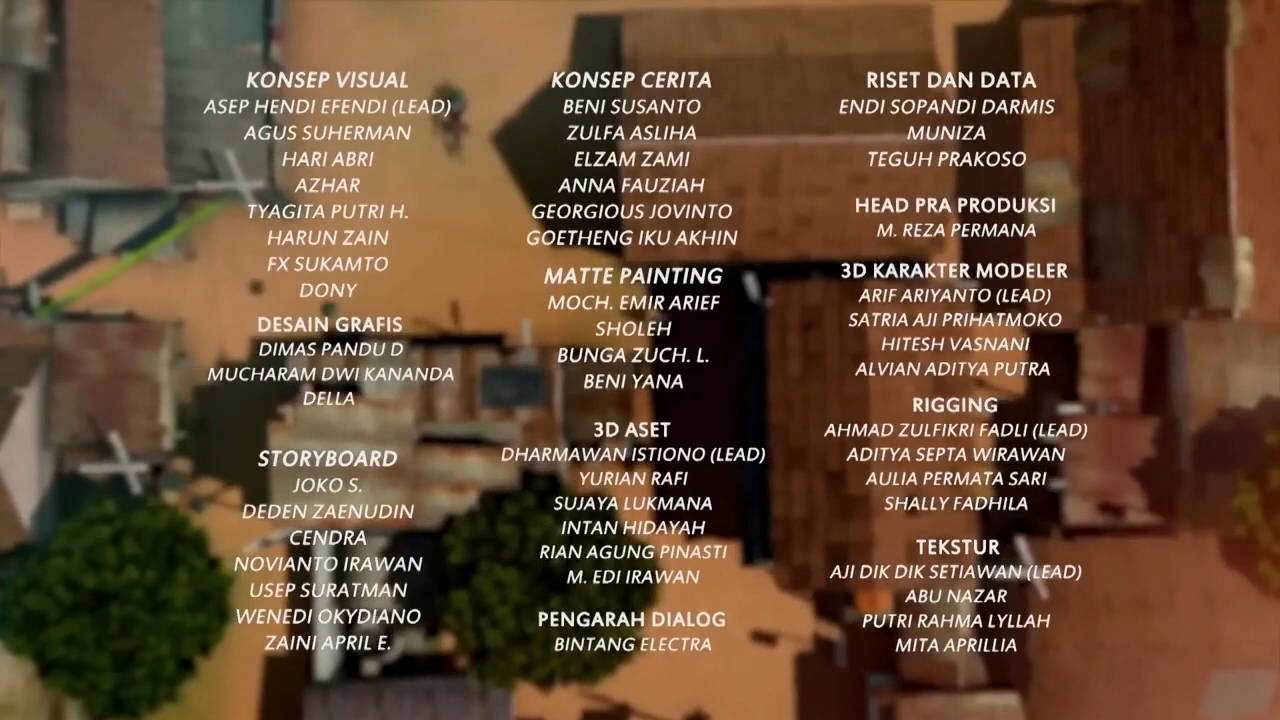 KONSEP VISUAL
ASEP HENDI EFENDI (LEAD)
AGUS SUHERMAN
HARI ABRI
AZHAR
TYAGITA PUTRI H.
HARUN ZAIN
FX SUKAMTO
DONY
DESAIN GRAFIS
DIMAS PANDU D
MUCHARAM DWI KANANDA
DELLA
STORYBOARD
JOKO S.
DEDEN ZAENUDIN
CENDRA
NOVIANTO IRAWAN
USEP SURATMAN
WENEDI OKYDIANO
ZAINI APRIL E.
KONSEP CERITA
BENI SUSANTO
ZULFA ASLIHA
ELZAM ZAMI
ANNA FAUZIAH
GEORGIOUS JOVINTO
GOETHENG IKU AKHIN
MATTE PAINTING
MOCH. EMIR ARIEF
SHOLEH
BUNGA ZUCH. L.
BENI YANA
3D ASET
DHARMAWAN ISTIONO (LEAD)
YURIAN RAFI
SUJAYA LUKMANA
INTAN HIDAYAH
RIAN AGUNG PINASTI
M. EDI IRAWAN
PENGARAH DIALOG
BINTANG ELECTRA
RISET DAN DATA
ENDI SOPANDI DARMIS
MUNIZA
TEGUH PRAKOSO
HEAD PRA PRODUKSI
M. REZA PERMANA
3D KARAKTER MODELER
ARIF ARIYANTO (LEAD)
SATRIA AJI PRIHATMOKO
HITESH VASNANI
ALVIAN ADITYA PUTRA
RIGGING
AHMAD ZULFIKRI FADLI (LEAD)
ADITYA SEPTA WIRAWAN
AULIA PERMATA SARI
SHALLY FADHILA
TEKSTUR
AJI DIK DIK SETIAWAN (LEAD)
ABU NAZAR
PUTRI RAHMA LYLLAH
MITA APRILLIA